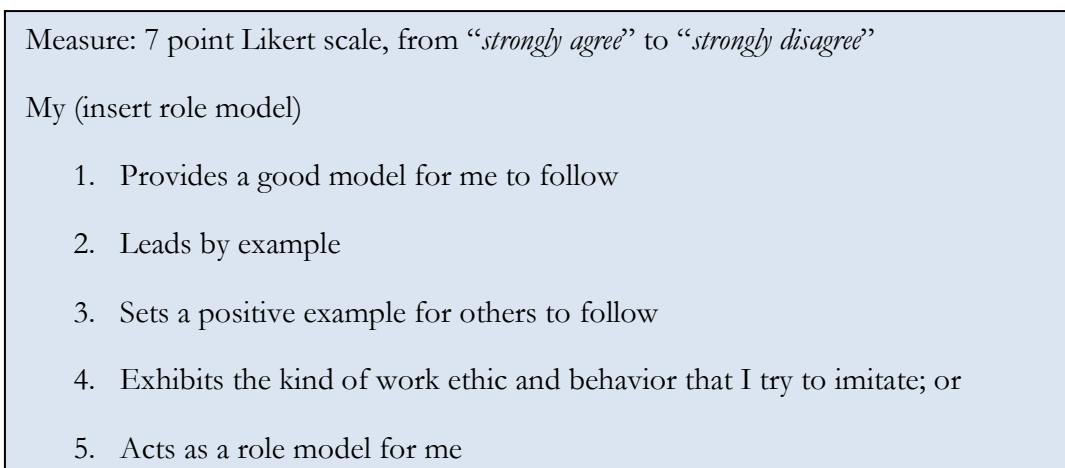 Measure: 7 point Likert scale, from “strongly agree” to “strongly disagree”
My (insert role model)
1. Provides a good model for me to follow
2. Leads by example
3. Sets a positive example for others to follow
4. Exhibits the kind of work ethic and behavior that I try to imitate; or
5. Acts as a role model for me